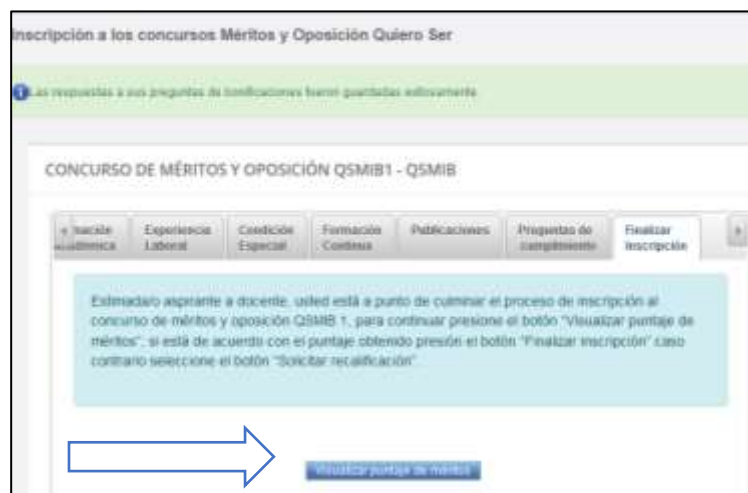 Inscripción a los concursos Méritos y Oposición Quiero Ser
Las respuestas a sus preguntas de bonificaciones fueron guardadas exitosamente
CONCURSO DE MÉRITOS Y OPOSICIÓN QSMIB1 - QSMIB
Experiencia Laboral
Condición Especial
Formación Continua
Publicaciones
Preguntas de cumplimiento
Finalizar Inscripción
Estimada/o aspirante a docente, usted está a punto de culminar el proceso de inscripción al
concurso de méritos y oposición QSMIB 1, para continuar presione el botón "Visualizar puntaje de
méritos", si está de acuerdo con el puntaje obtenido presión el botón "Finalizar inscripción" caso
contrario seleccione el botón "Solicitar recalificación".
Visualizar puntaje de méritos